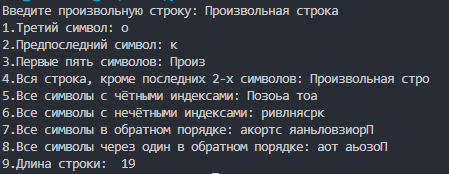 Введите произвольную строку: Произвольная строка
1.Третий символ: о
2.Предпоследний символ: к
3.Первые пять символов: Произ
4.Вся строка, кроме последних 2-х символов: Произвольная стро
5.Все символы с чётными индексами: Позоьа тоа
6.Все символы с нечётными индексами: ривлнясрк
7.Все символы в обратном порядке: акортс яаньловзиорП
8.Все символы через один в обратном порядке: аот аьозоП
9.Длина строки:  19